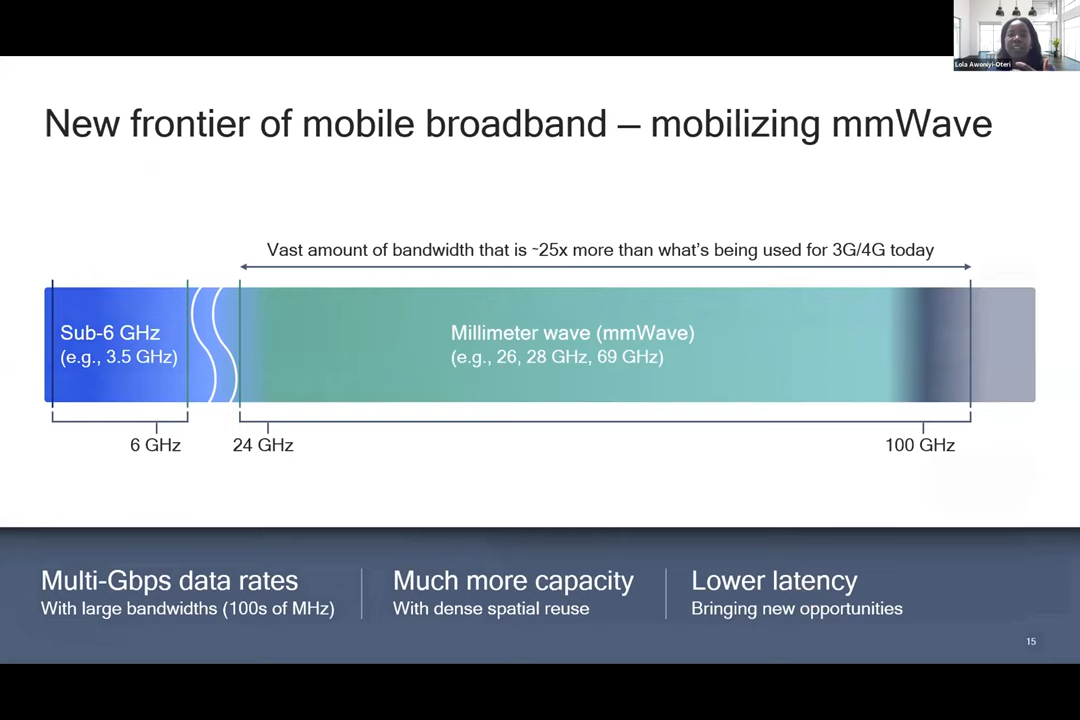 Lola Awoniyi-Oteri
New frontier of mobile broadband – mobilizing mmWave
Vast amount of bandwidth that is ~25x more than what's being used for 3G/4G today
Sub-6 GHz
(e.g., 3.5 GHz)
Millimeter wave (mmWave)
(e.g., 26, 28 GHz, 69 GHz)
6 GHz
24 GHz
100 GHz
Multi-Gbps data rates
With large bandwidths (100s of MHz)
Much more capacity
With dense spatial reuse
Lower latency
Bringing new opportunities
15